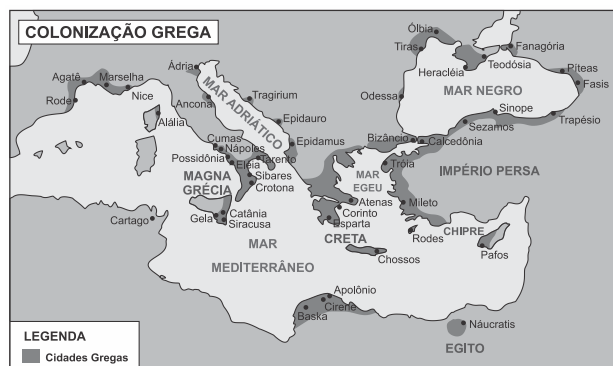 COLONIZAÇÃO GREGA
Ólbia
Tiras
Fanagória
Heracléia
Teodósia
Píteas
Fasis
MAR NEGRO
Odessa
Sinope
Sezamos
Trapésio
Bizâncio
Calcedônia
Ádria
MAR ADRIÁTICO
Agatê
Marselha
Rode
Nice
Ancona
Tragirium
Alália
Epidauro
Cumas
Nápoles
Epidamus
Possidônia
Eleia
Tarento
Tróia
IMPÉRIO PERSA
MAGNA
GRÉCIA
Sibares
Crotona
MAR
EGEU
Atenas
Mileto
Corinto
Catânia
Gela
Siracusa
Esparta
Cartago
CRETA
Rodes
CHIPRE
MAR
MEDITERRÂNEO
Chossos
Pafos
Apolônio
Baska
Cirene
Náucratis
EGITO
LEGENDA
Cidades Gregas